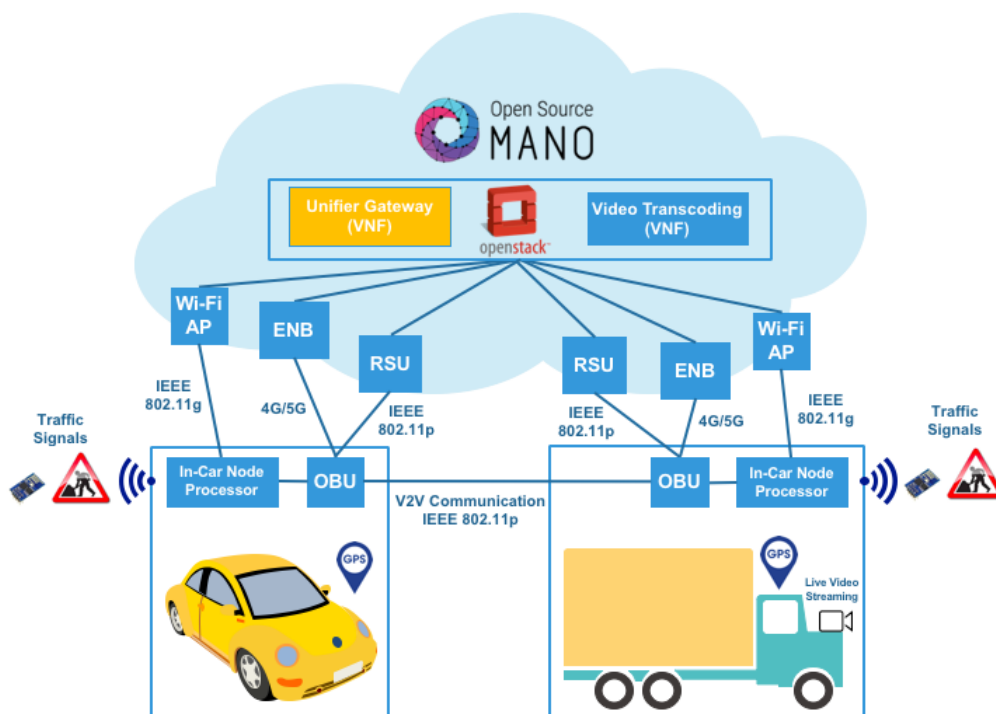 Open Source
MANO
Unifier Gateway
(VNF)
openstack™
Video Transcoding
(VNF)
Wi-Fi
AP
ENB
RSU
RSU
ENB
Wi-Fi
AP
IEEE
802.11g
4G/5G
IEEE
802.11p
IEEE
802.11p
4G/5G
IEEE
802.11g
Traffic
Signals
Traffic
Signals
In-Car Node
Processor
OBU
V2V Communication
IEEE 802.11p
OBU
In-Car Node
Processor
GPS
GPS
Live Video
Streaming